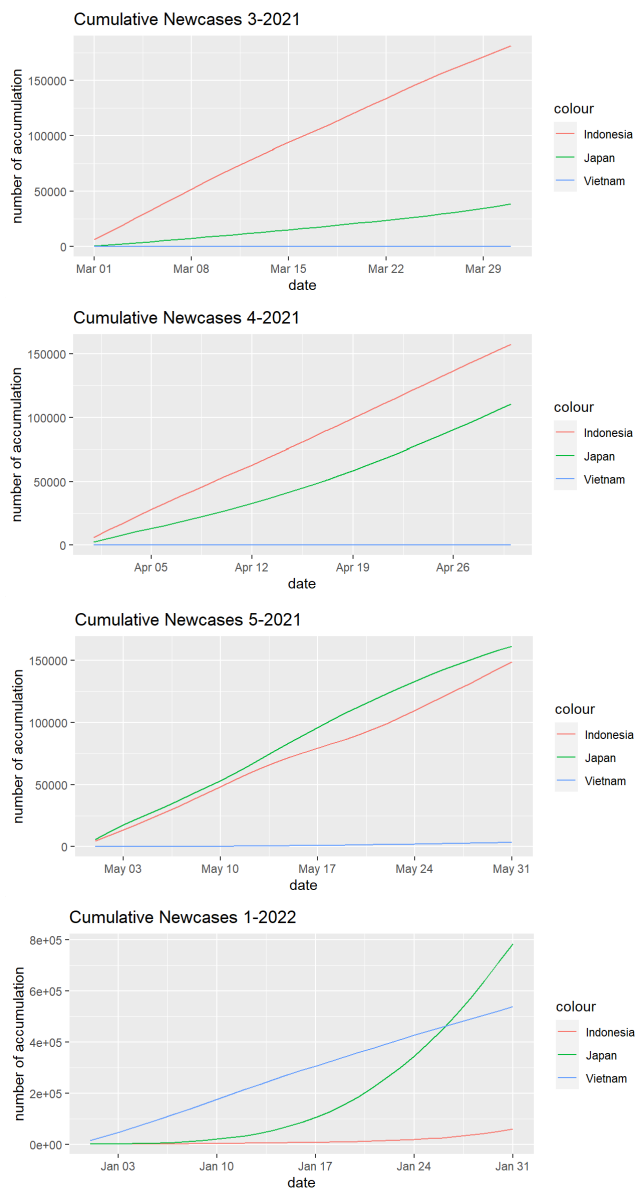 Cumulative Newcases 3-2021
number of accumulation
150000
100000
50000
0
Mar 01 Mar 08 Mar 15 Mar 22 Mar 29
date
colour
Indonesia
Japan
Vietnam
Cumulative Newcases 4-2021
number of accumulation
150000
100000
50000
0
Apr 05 Apr 12 Apr 19 Apr 26
date
colour
Indonesia
Japan
Vietnam
Cumulative Newcases 5-2021
number of accumulation
150000
100000
50000
0
May 03 May 10 May 17 May 24 May 31
date
colour
Indonesia
Japan
Vietnam
Cumulative Newcases 1-2022
number of accumulation
8e+05
6e+05
4e+05
2e+05
0e+00
Jan 03 Jan 10 Jan 17 Jan 24 Jan 31
date
colour
Indonesia
Japan
Vietnam